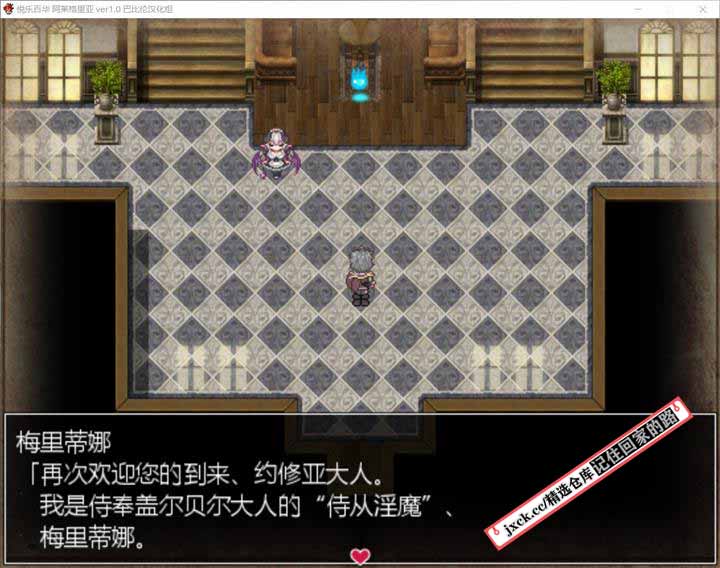 悦乐百华 阿莱格里亚 ver1.0 巴比伦汉化组
梅里蒂娜
「再次欢迎您的到来、约修亚大人。
我是侍奉盖尔贝尔大人的“侍从淫魔”、
梅里蒂娜。
jxck.cc/精选仓库 记住回家的路